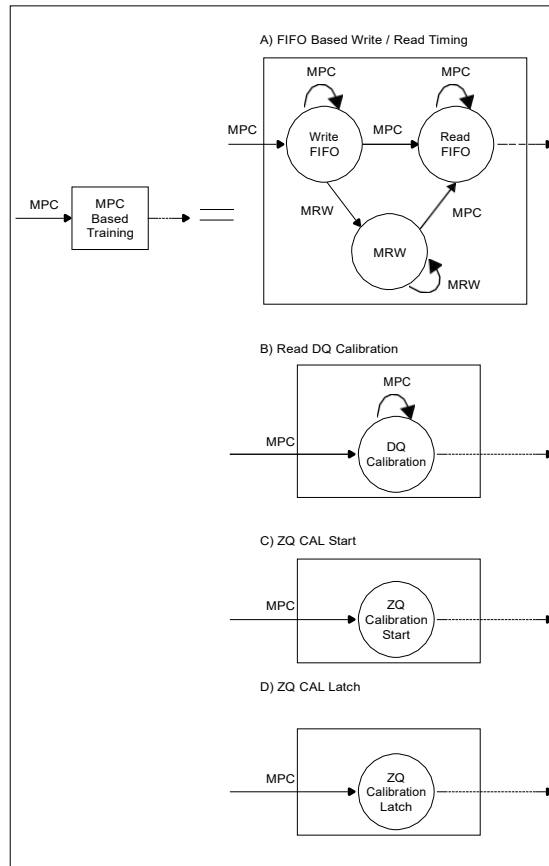 A) FIFO Based Write / Read Timing
MPC
MPC
MPC
Write
FIFO
MPC
Read
FIFO
MPC
MPC
Based
Training
MRW
MPC
MRW
MRW
B) Read DQ Calibration
MPC
MPC
DQ
Calibration
C) ZQ CAL Start
MPC
ZQ
Calibration
Start
D) ZQ CAL Latch
MPC
ZQ
Calibration
Latch